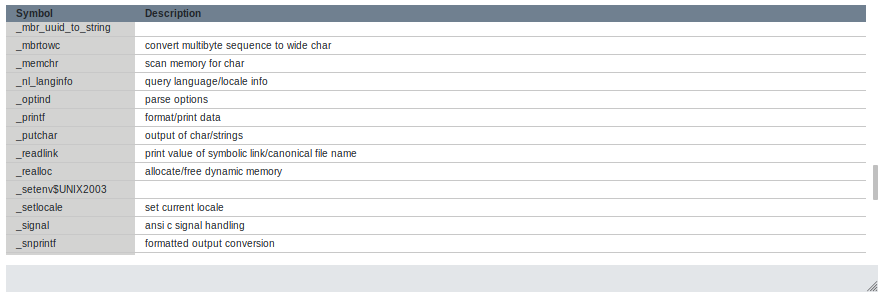 Symbol Description
_mbr_uuid_to_string
_mbrtowc convert multibyte sequence to wide char
_memchr scan memory for char
_nl_langinfo query language/locale info
_optind parse options
_printf format/print data
_putchar output of char/strings
_readlink print value of symbolic link/canonical file name
_realloc allocate/free dynamic memory
_setenv$UNIX2003
_setlocale set current locale
_signal ansi c signal handling
_snprintf formatted output conversion